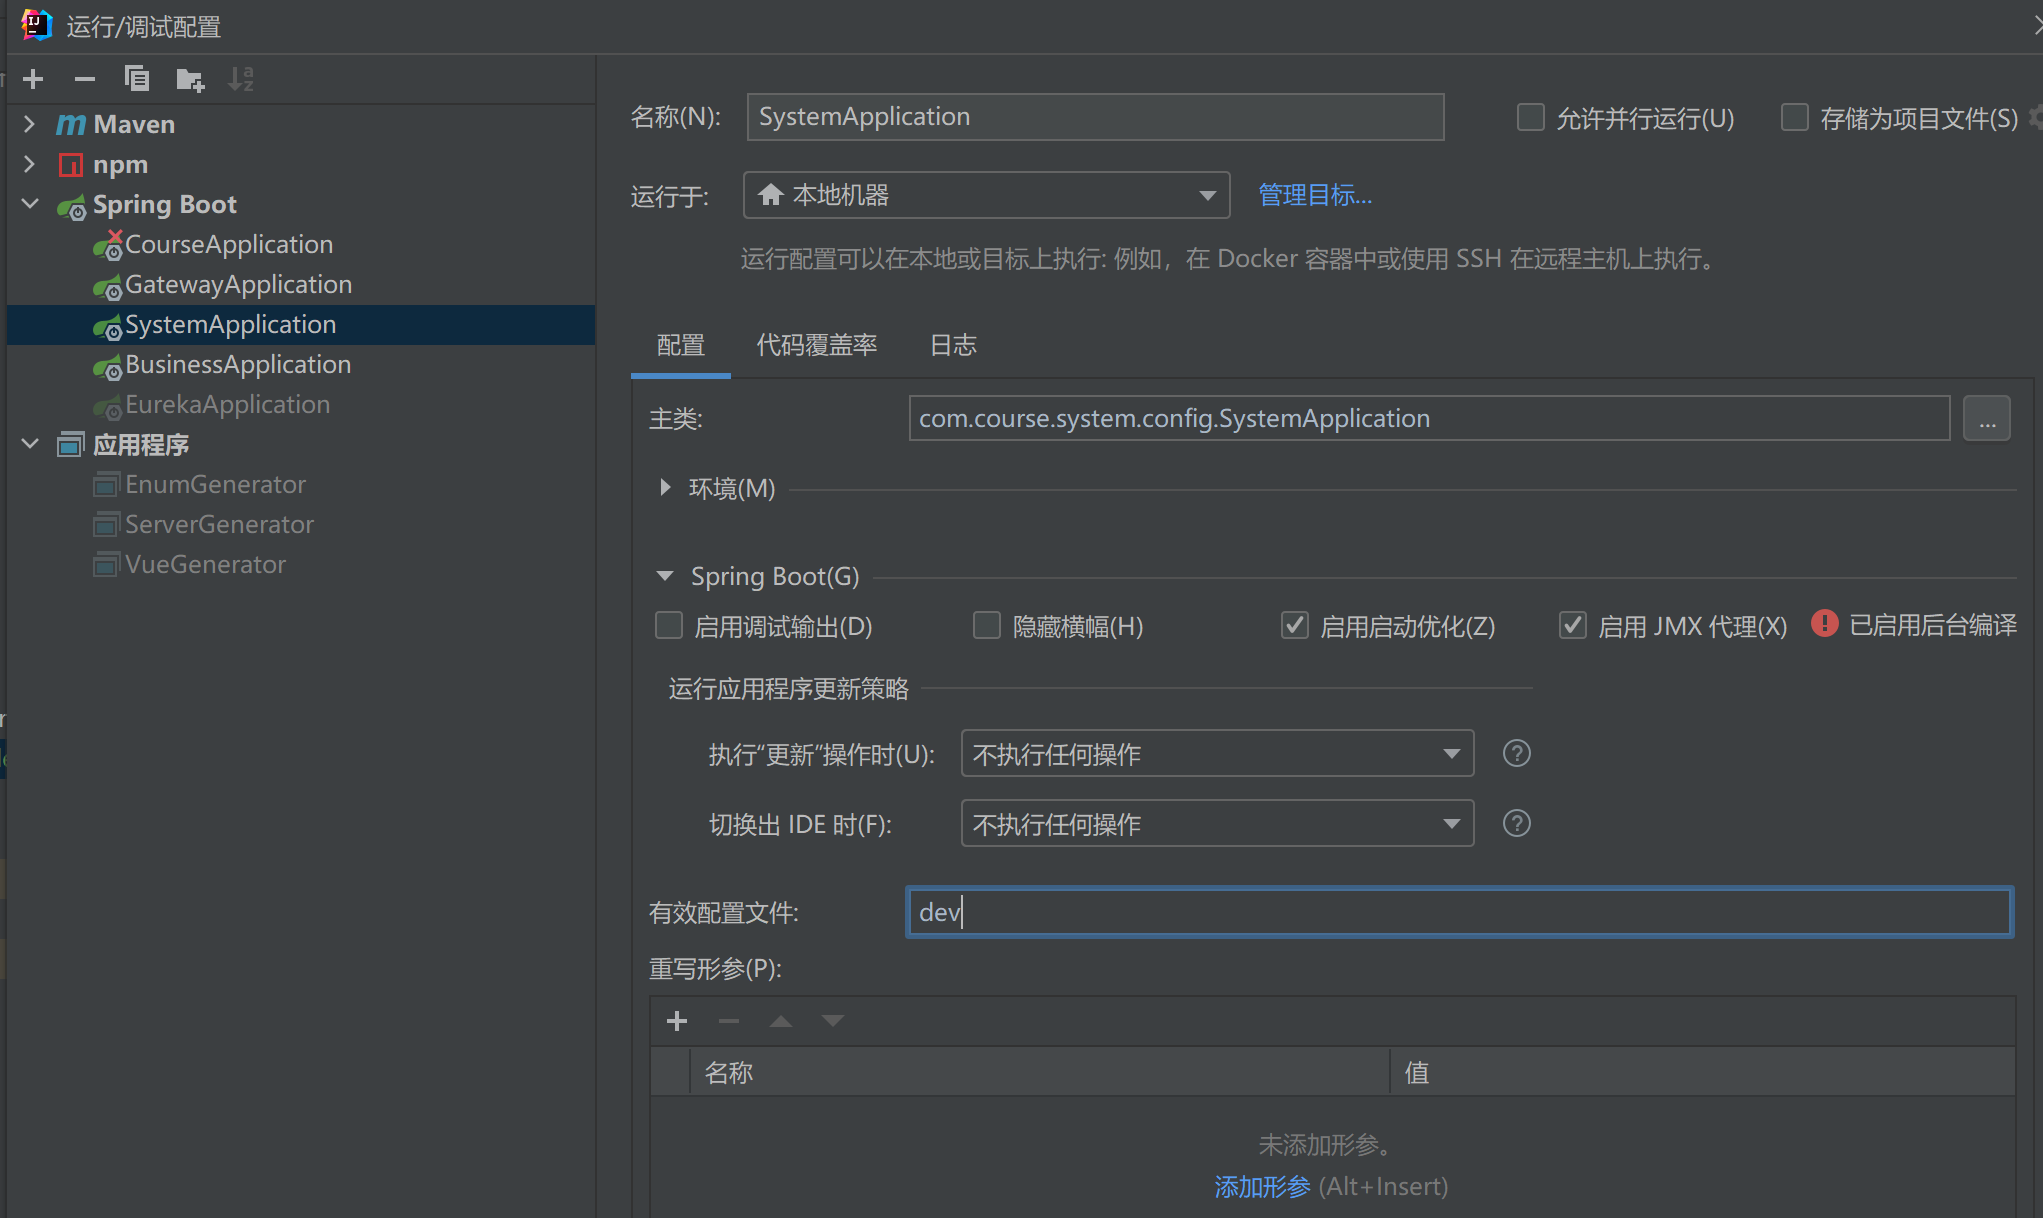 运行/调试配置
Maven
npm
Spring Boot
CourseApplication
GatewayApplication
SystemApplication
BusinessApplication
EurekaApplication
应用程序
EnumGenerator
ServerGenerator
VueGenerator
名称(N): SystemApplication 允许并行运行(U) 存储为项目文件(S)
运行于: 本地机器 管理目标...
运行配置可以在本地或目标上执行: 例如，在 Docker 容器中或使用 SSH 在远程主机上执行。
配置 代码覆盖率 日志
主类: com.course.system.config.SystemApplication ...
环境(M)
Spring Boot(G)
启用调试输出(D) 隐藏横幅(H) 启用启动优化(Z) 启用 JMX 代理(X) 已启用后台编译
运行应用程序更新策略
执行“更新”操作时(U): 不执行任何操作
切换出 IDE 时(F): 不执行任何操作
有效配置文件: dev
重写形参(P):
名称 值
未添加形参。
添加形参 (Alt+Insert)